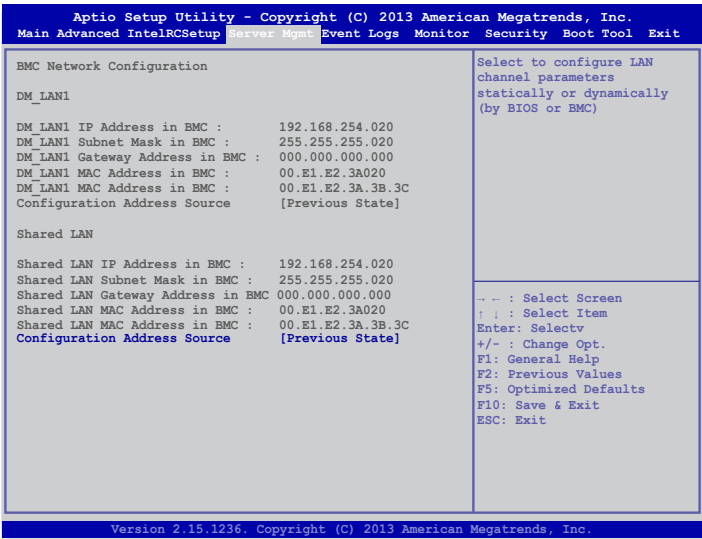 Aptio Setup Utility - Copyright (C) 2013 American Megatrends, Inc.
Main Advanced IntelRCSetup Server Mgmt Event Logs Monitor Security Boot Tool Exit
BMC Network Configuration
DM_LAN1
DM_LAN1 IP Address in BMC : 192.168.254.020
DM_LAN1 Subnet Mask in BMC : 255.255.255.020
DM_LAN1 Gateway Address in BMC : 000.000.000.000
DM_LAN1 MAC Address in BMC : 00.E1.E2.3A020
DM_LAN1 MAC Address in BMC : 00.E1.E2.3A.3B.3C
Configuration Address Source [Previous State]
Shared LAN
Shared LAN IP Address in BMC : 192.168.254.020
Shared LAN Subnet Mask in BMC : 255.255.255.020
Shared LAN Gateway Address in BMC 000.000.000.000
Shared LAN MAC Address in BMC : 00.E1.E2.3A020
Shared LAN MAC Address in BMC : 00.E1.E2.3A.3B.3C
Configuration Address Source [Previous State]
Select to configure LAN
channel parameters
statically or dynamically
(by BIOS or BMC)
→ ← : Select Screen
↑ ↓ : Select Item
Enter: Selectv
+/- : Change Opt.
F1: General Help
F2: Previous Values
F5: Optimized Defaults
F10: Save & Exit
ESC: Exit
Version 2.15.1236. Copyright (C) 2013 American Megatrends, Inc.